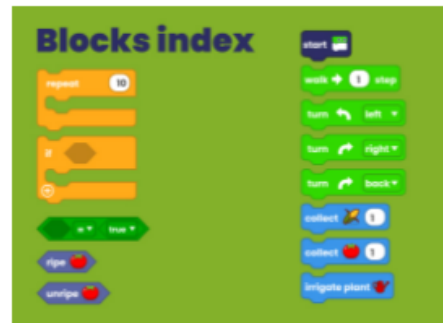 Blocks index
repeat 10
if
= true
ripe
unripe
start
walk 1 step
turn left
turn right
turn back
collect 1
collect 1
irrigate plant